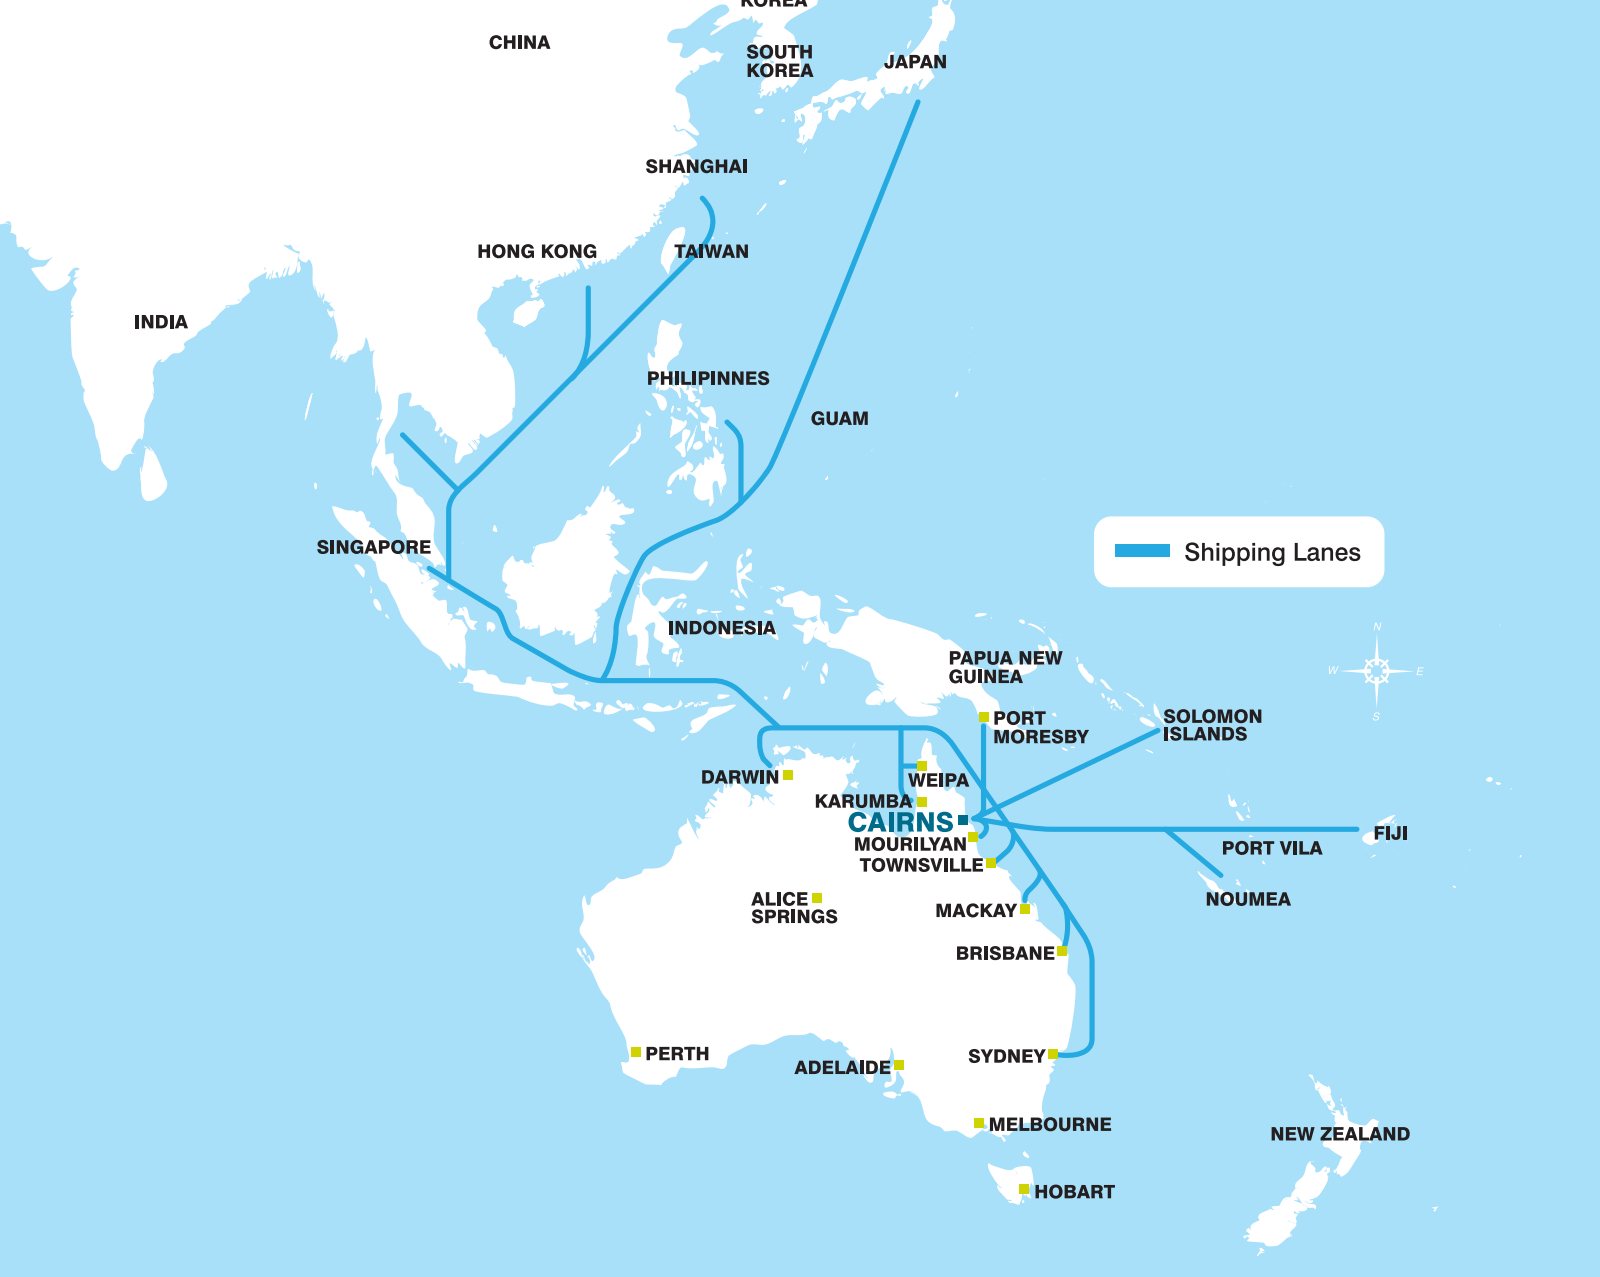 KOREA
CHINA
SOUTH
KOREA
JAPAN
SHANGHAI
HONG KONG
TAIWAN
INDIA
PHILIPINNES
GUAM
SINGAPORE
Shipping Lanes
INDONESIA
N
W
E
S
PAPUA NEW
GUINEA
PORT
MORESBY
SOLOMON
ISLANDS
DARWIN
WEIPA
KARUMBA
CAIRNS
MOURILYAN
TOWNSVILLE
FIJI
PORT VILA
NOUMEA
ALICE
SPRINGS
MACKAY
BRISBANE
PERTH
ADELAIDE
SYDNEY
MELBOURNE
NEW ZEALAND
HOBART